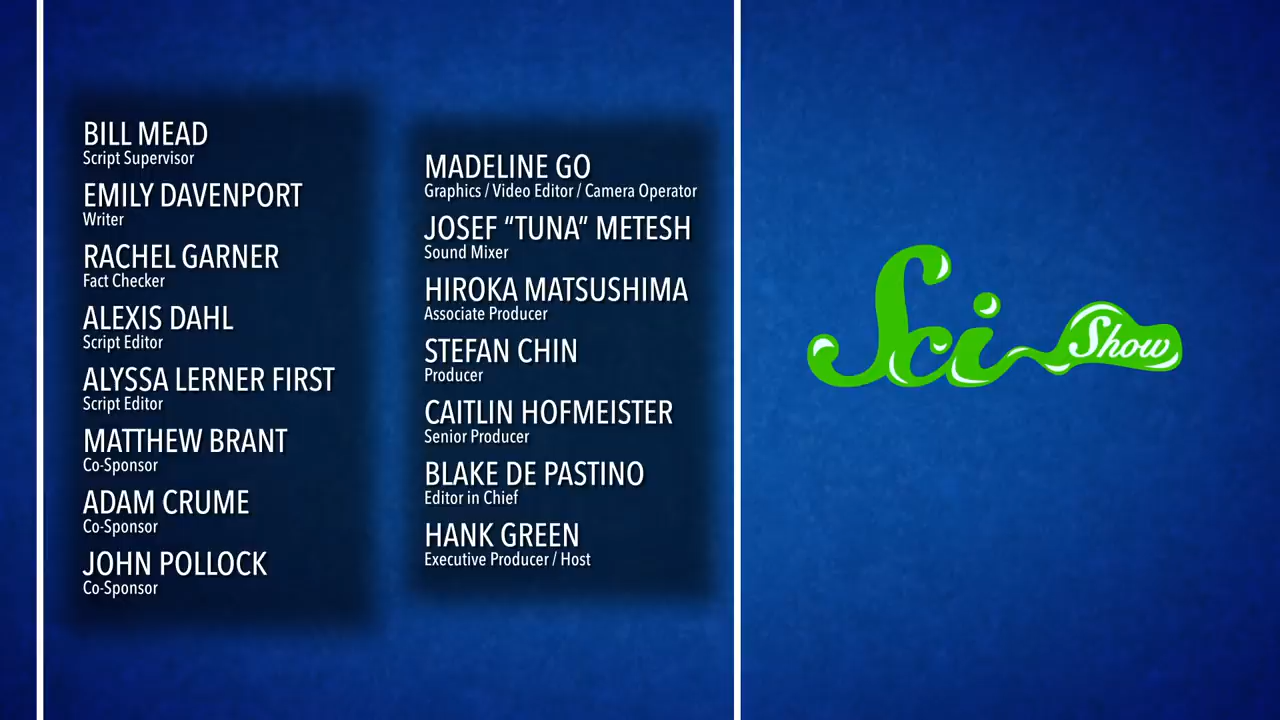 BILL MEAD
Script Supervisor
EMILY DAVENPORT
Writer
RACHEL GARNER
Fact Checker
ALEXIS DAHL
Script Editor
ALYSSA LERNER FIRST
Script Editor
MATTHEW BRANT
Co-Sponsor
ADAM CRUME
Co-Sponsor
JOHN POLLOCK
Co-Sponsor
MADELINE GO
Graphics / Video Editor / Camera Operator
JOSEF “TUNA” METESH
Sound Mixer
HIROKA MATSUSHIMA
Associate Producer
STEFAN CHIN
Producer
CAITLIN HOFMEISTER
Senior Producer
BLAKE DE PASTINO
Editor in Chief
HANK GREEN
Executive Producer / Host
Sci Show